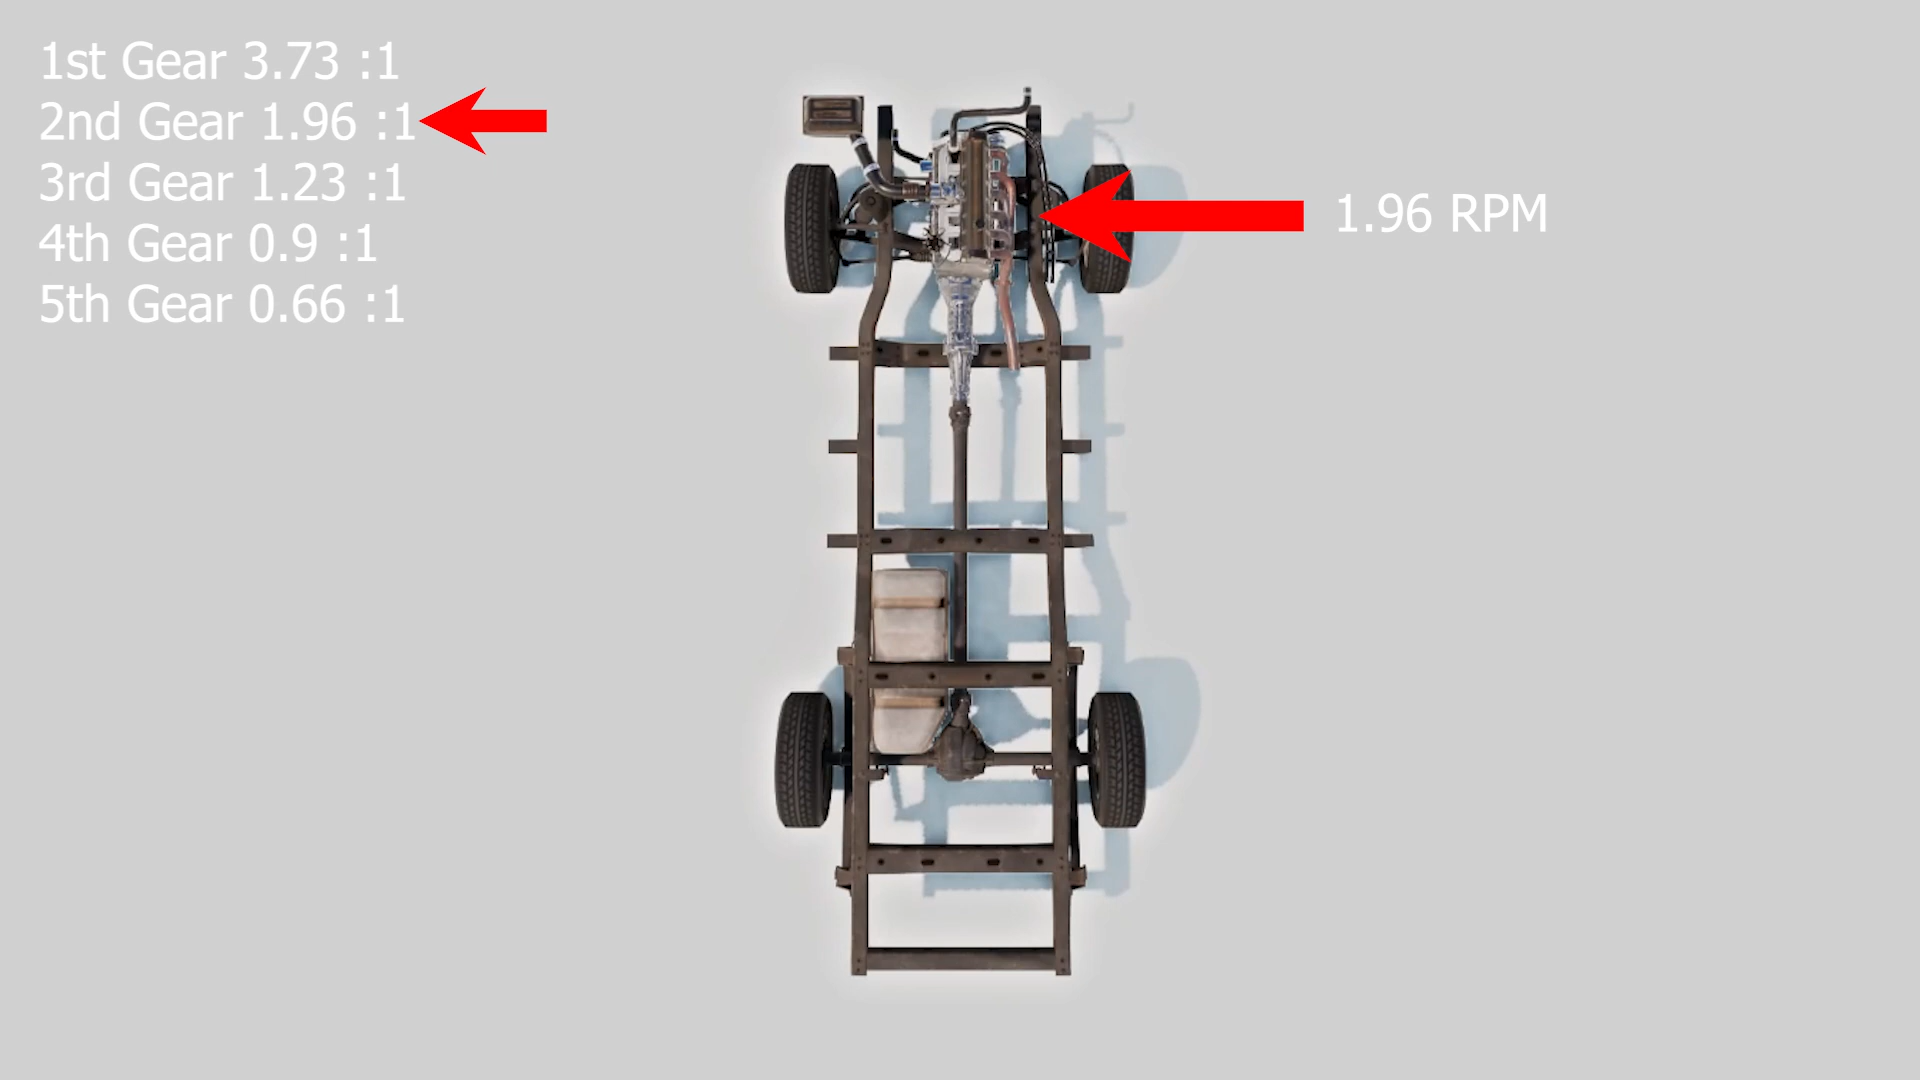 1st Gear 3.73 :1
2nd Gear 1.96 :1
3rd Gear 1.23 :1
4th Gear 0.9 :1
5th Gear 0.66 :1
1.96 RPM